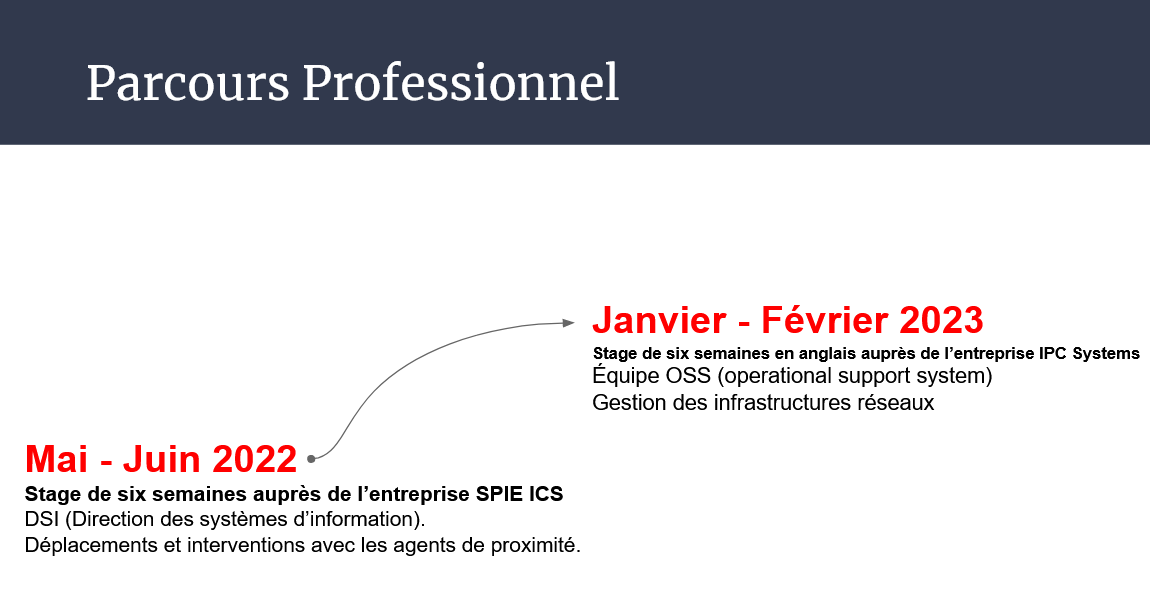 Parcours Professionnel
Janvier - Février 2023
Stage de six semaines en anglais auprès de l’entreprise IPC Systems
Équipe OSS (operational support system)
Gestion des infrastructures réseaux
Mai - Juin 2022
Stage de six semaines auprès de l’entreprise SPIE ICS
DSI (Direction des systèmes d’information).
Déplacements et interventions avec les agents de proximité.